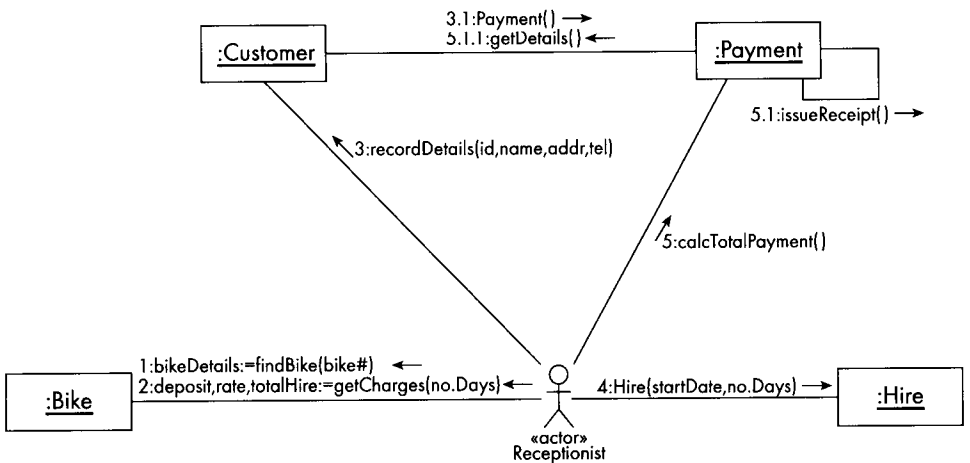 3.1:Payment()
5.1.1:getDetails()
:Customer
:Payment
5.1:issueReceipt()
3:recordDetails(id,name,addr,tel)
5:calcTotalPayment()
1:bikeDetails:=findBike(bike#)
2:deposit,rate,totalHire:=getCharges(no.Days)
4:Hire(startDate,no.Days)
:Bike
:Hire
«actor»
Receptionist